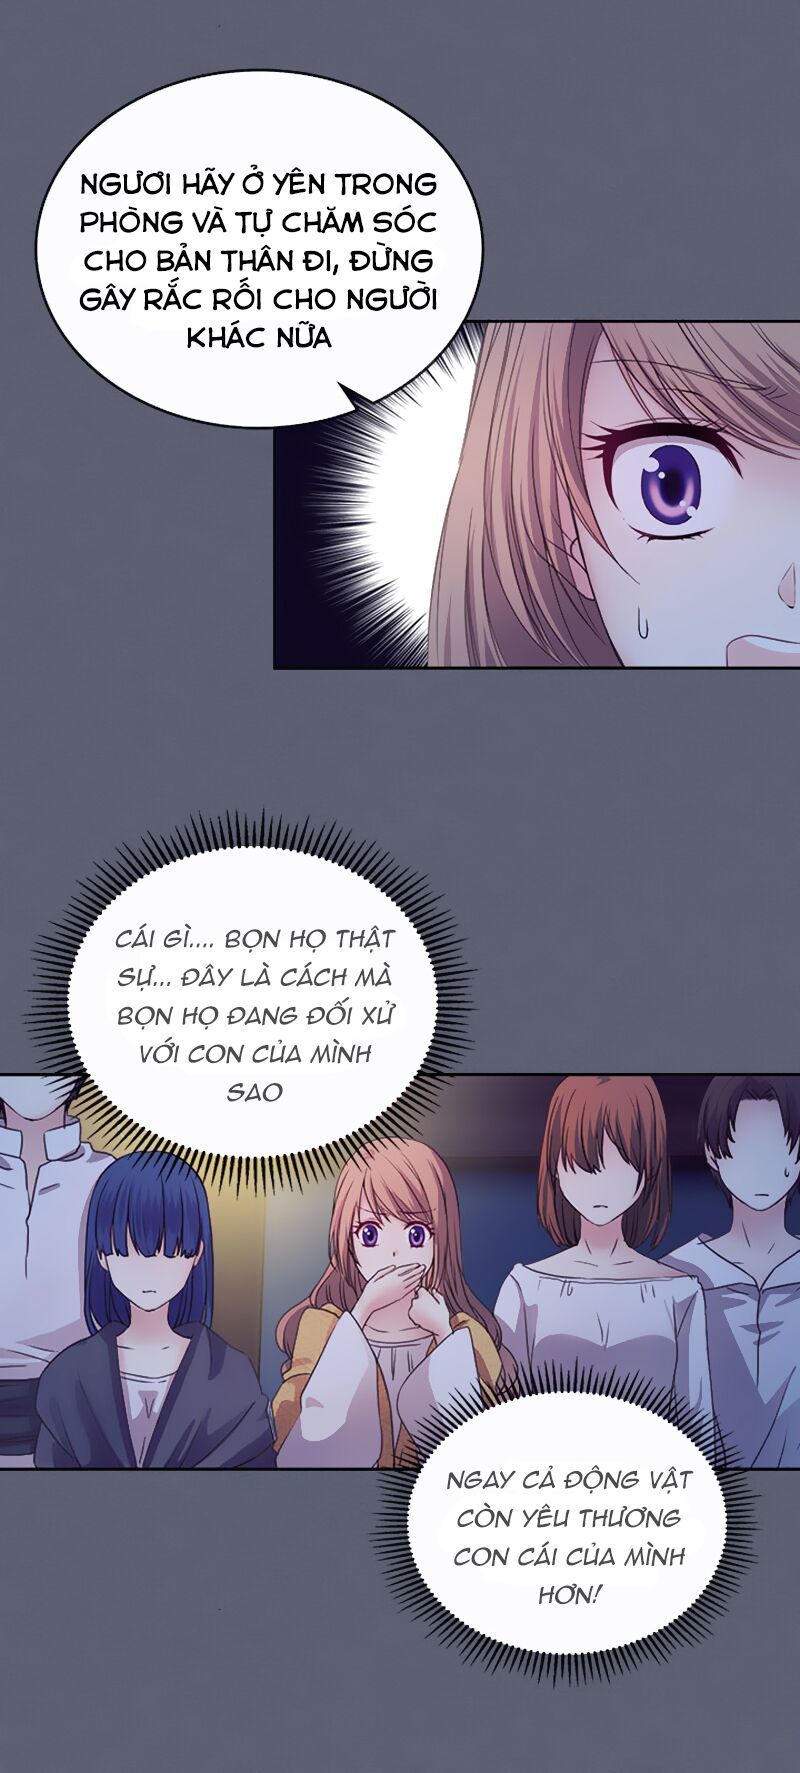 NGƯƠI HÃY Ở YÊN TRONG
PHÒNG VÀ TỰ CHĂM SÓC
CHO BẢN THÂN ĐI, ĐỪNG
GÂY RẮC RỐI CHO NGƯỜI
KHÁC NỮA
CÁI GÌ.... BỌN HỌ THẬT
SỰ... ĐÂY LÀ CÁCH MÀ
BỌN HỌ ĐANG ĐỐI XỬ
VỚI CON CỦA MÌNH
SAO
NGAY CẢ ĐỘNG VẬT
CÒN YÊU THƯƠNG
CON CÁI CỦA MÌNH
HƠN!